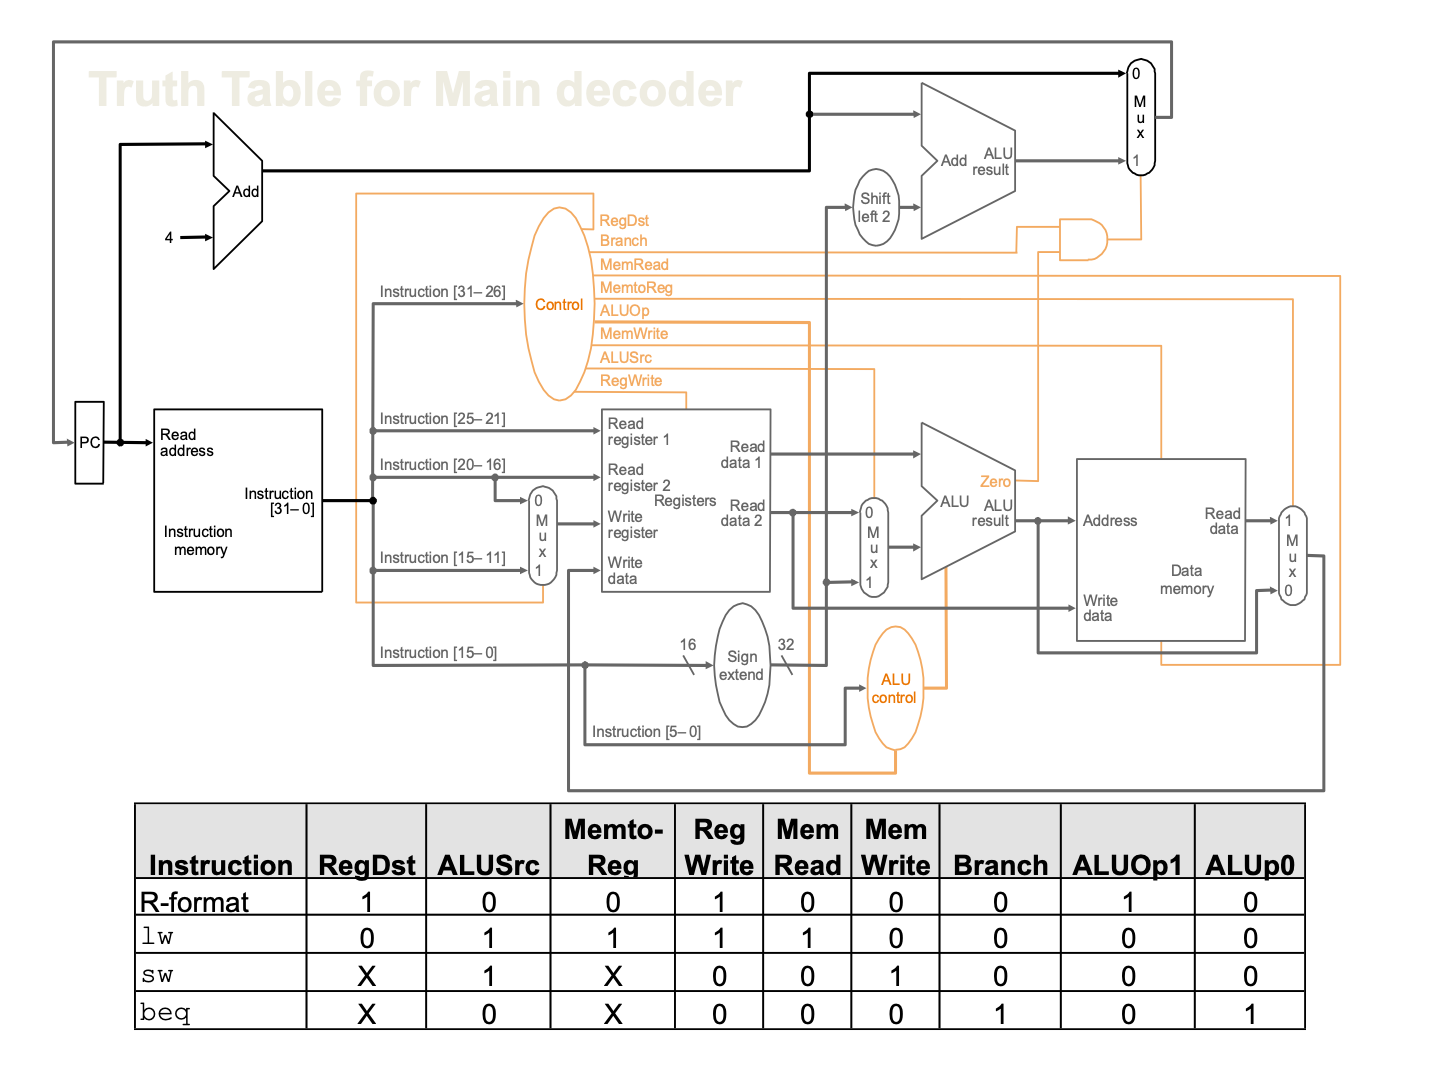 Truth Table for Main decoder
0
M
u
x
1
Add
ALU
result
Add
4
Shift
left 2
RegDst
Branch
MemRead
MemtoReg
ALUOp
MemWrite
ALUSrc
RegWrite
Control
Instruction [31–26]
PC
Read
address
Instruction
[31–0]
Instruction
memory
Instruction [25–21]
Instruction [20–16]
Instruction [15–11]
Instruction [15–0]
0
M
u
x
1
Read
register 1
Read
register 2
Write
register
Write
data
Registers
Read
data 1
Read
data 2
0
M
u
x
1
Zero
ALU
ALU
result
Address
Read
data
Data
memory
Write
data
1
M
u
x
0
16
Sign
extend
32
ALU
control
Instruction [5–0]
Instruction RegDst ALUSrc Memto-Reg Reg Write Mem Read Mem Write Branch ALUOp1 ALUp0
R-format 1 0 0 1 0 0 0 1 0
lw 0 1 1 1 1 0 0 0 0
sw X 1 X 0 0 1 0 0 0
beq X 0 X 0 0 0 1 0 1